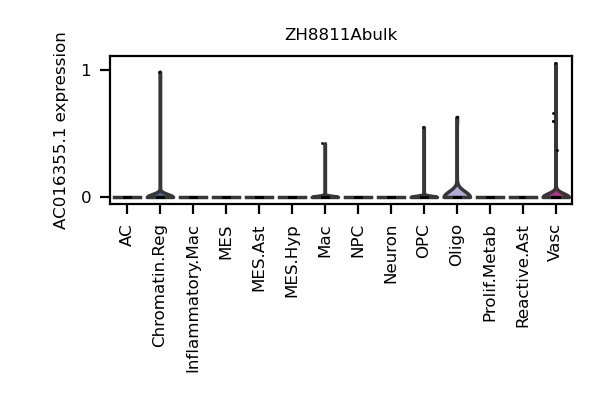 ZH8811Abulk
AC016355.1 expression
1
0
AC
Chromatin.Reg
Inflammatory.Mac
MES
MES.Ast
MES.Hyp
Mac
NPC
Neuron
OPC
Oligo
Prolif.Metab
Reactive.Ast
Vasc